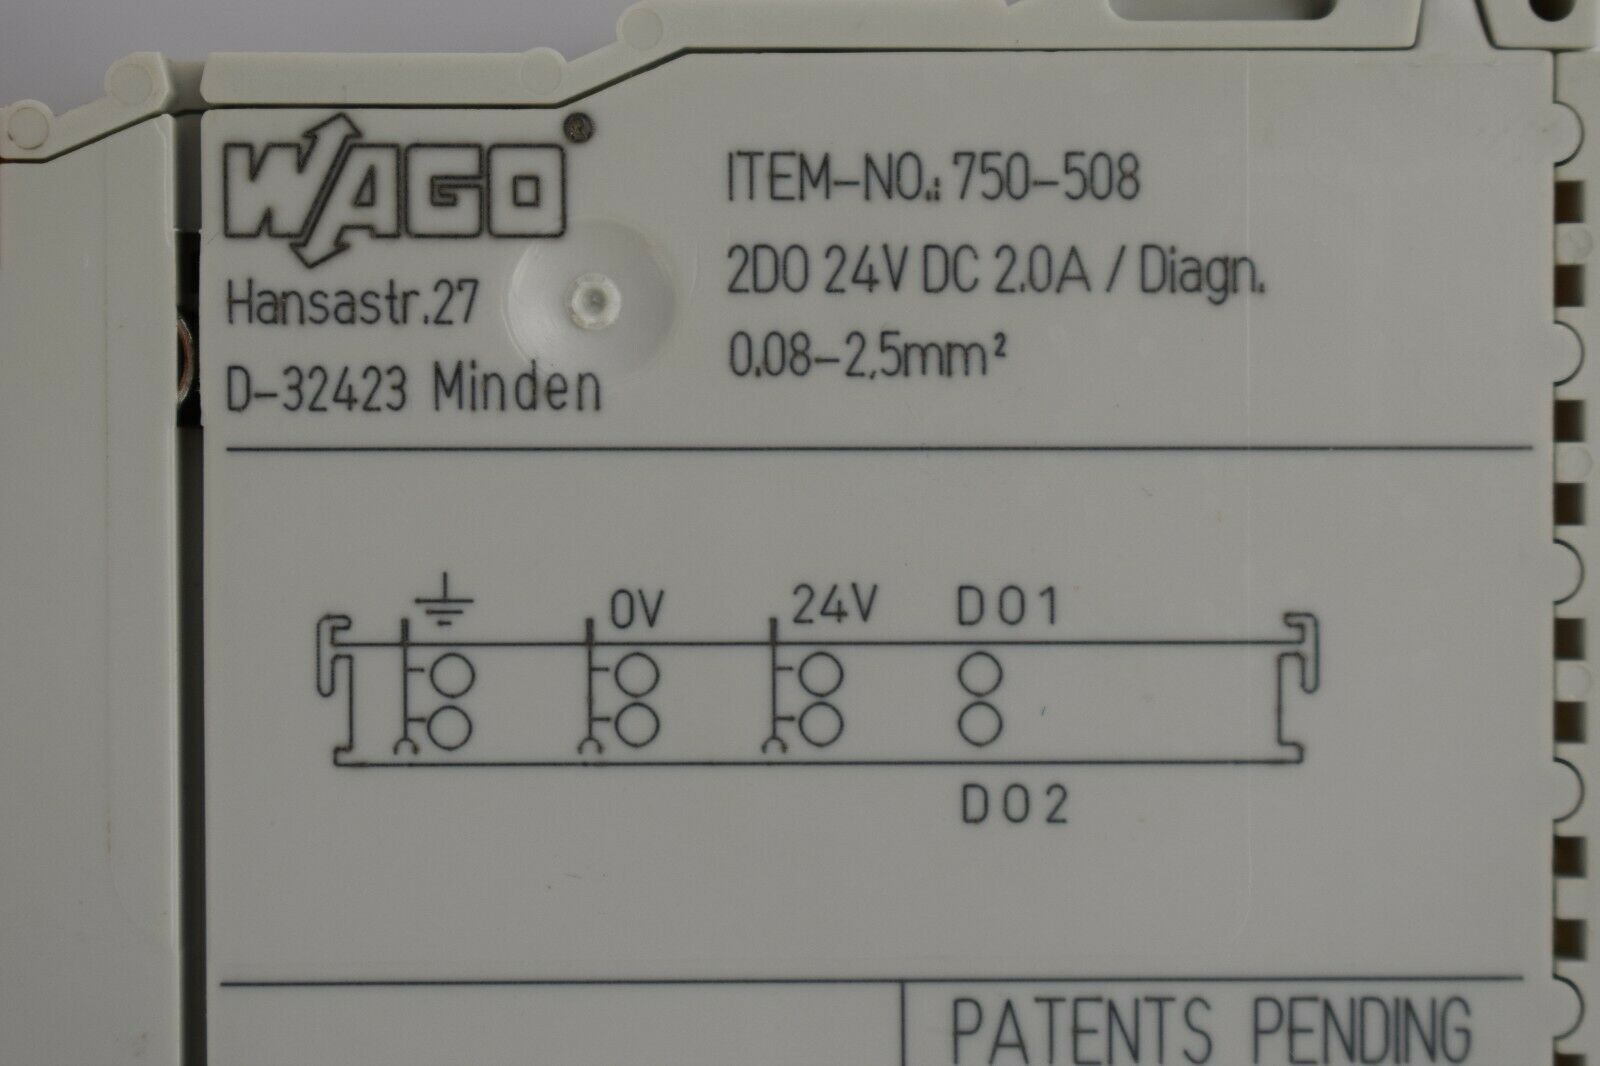 WAGO®
Hansastr.27
D-32423 Minden
ITEM-NO.: 750-508
2DO 24V DC 2.0A / Diagn.
0.08-2,5mm²
0V 24V DO1
DO2
PATENTS PENDING